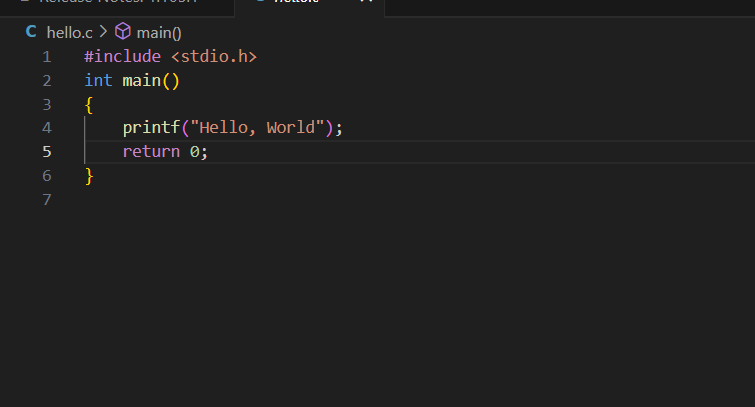 C hello.c > main()
1 #include <stdio.h>
2 int main()
3 {
4 printf("Hello, World");
5 return 0;
6 }
7